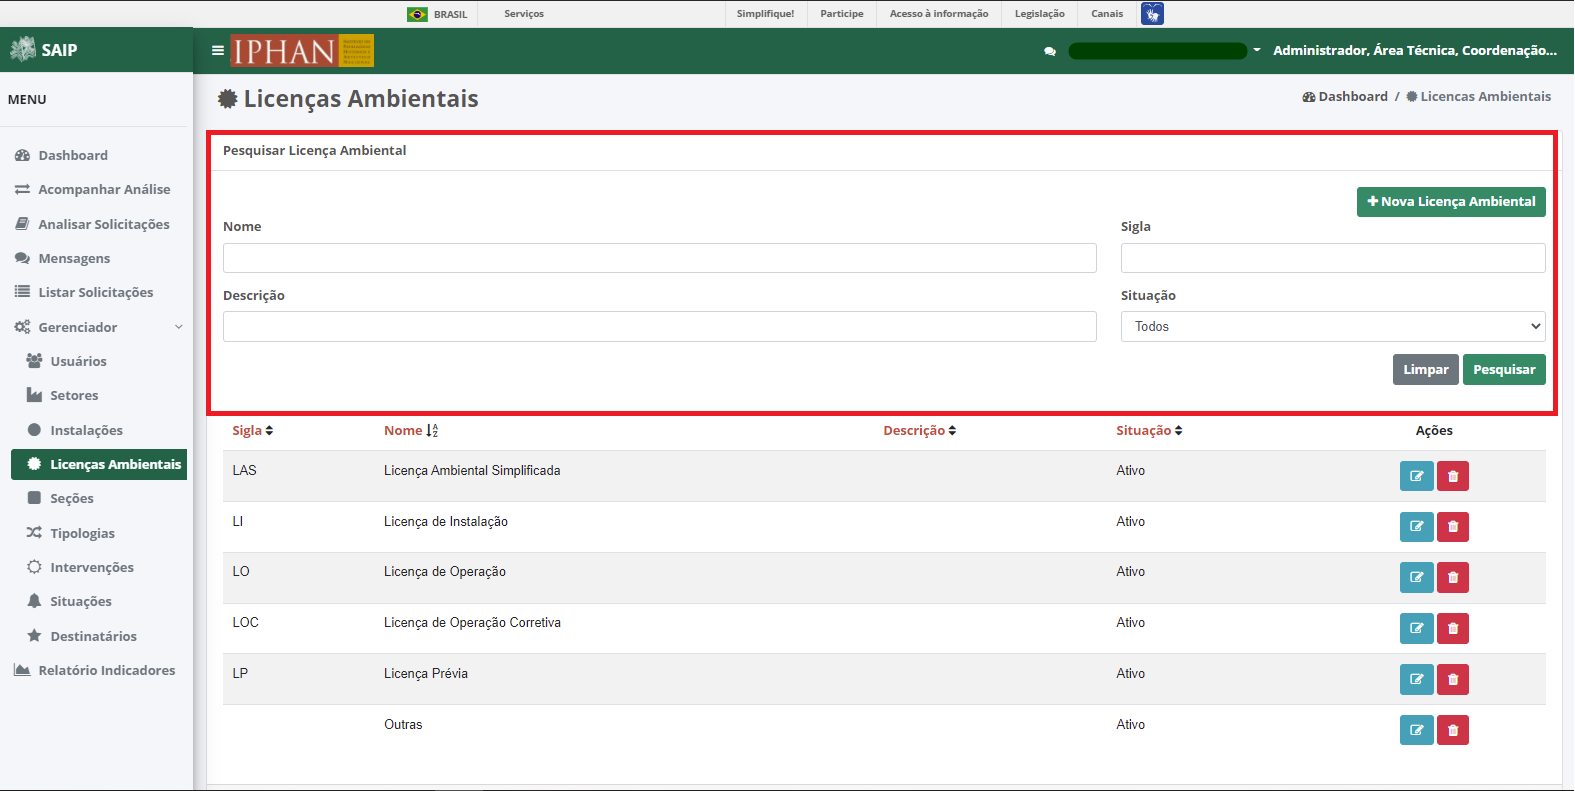 BRASIL Serviços Simplifique! Participe Acesso à informação Legislação Canais
SAIP
IPHAN
Administrador, Área Técnica, Coordenação...
MENU
Dashboard
Acompanhar Análise
Analisar Solicitações
Mensagens
Listar Solicitações
Gerenciador
Usuários
Setores
Instalações
Licenças Ambientais
Seções
Tipologias
Intervenções
Situações
Destinatários
Relatório Indicadores
Licenças Ambientais
Dashboard / Licencas Ambientais
Pesquisar Licença Ambiental
Nova Licença Ambiental
Nome Sigla
Descrição Situação
Todos
Limpar Pesquisar
Sigla Nome Descrição Situação Ações
LAS Licença Ambiental Simplificada Ativo
LI Licença de Instalação Ativo
LO Licença de Operação Ativo
LOC Licença de Operação Corretiva Ativo
LP Licença Prévia Ativo
Outras Ativo